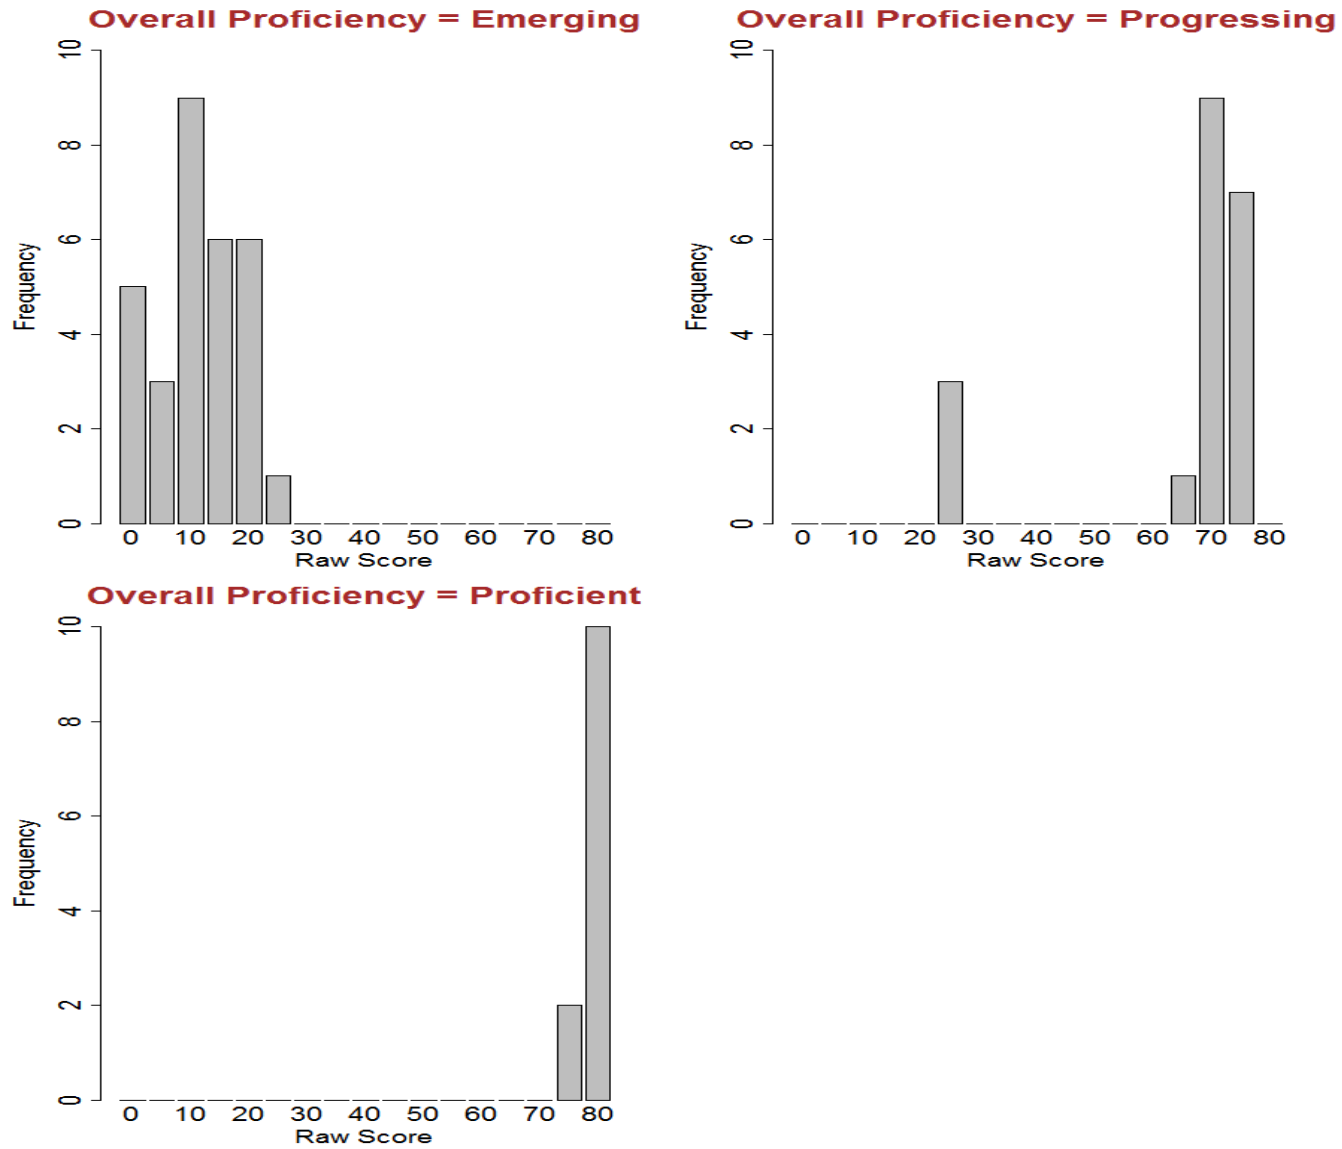 Overall Proficiency = Emerging
10
8
6
4
2
0
Frequency
0 10 20 30 40 50 60 70 80
Raw Score
Overall Proficiency = Progressing
10
8
6
4
2
0
Frequency
0 10 20 30 40 50 60 70 80
Raw Score
Overall Proficiency = Proficient
10
8
6
4
2
0
Frequency
0 10 20 30 40 50 60 70 80
Raw Score